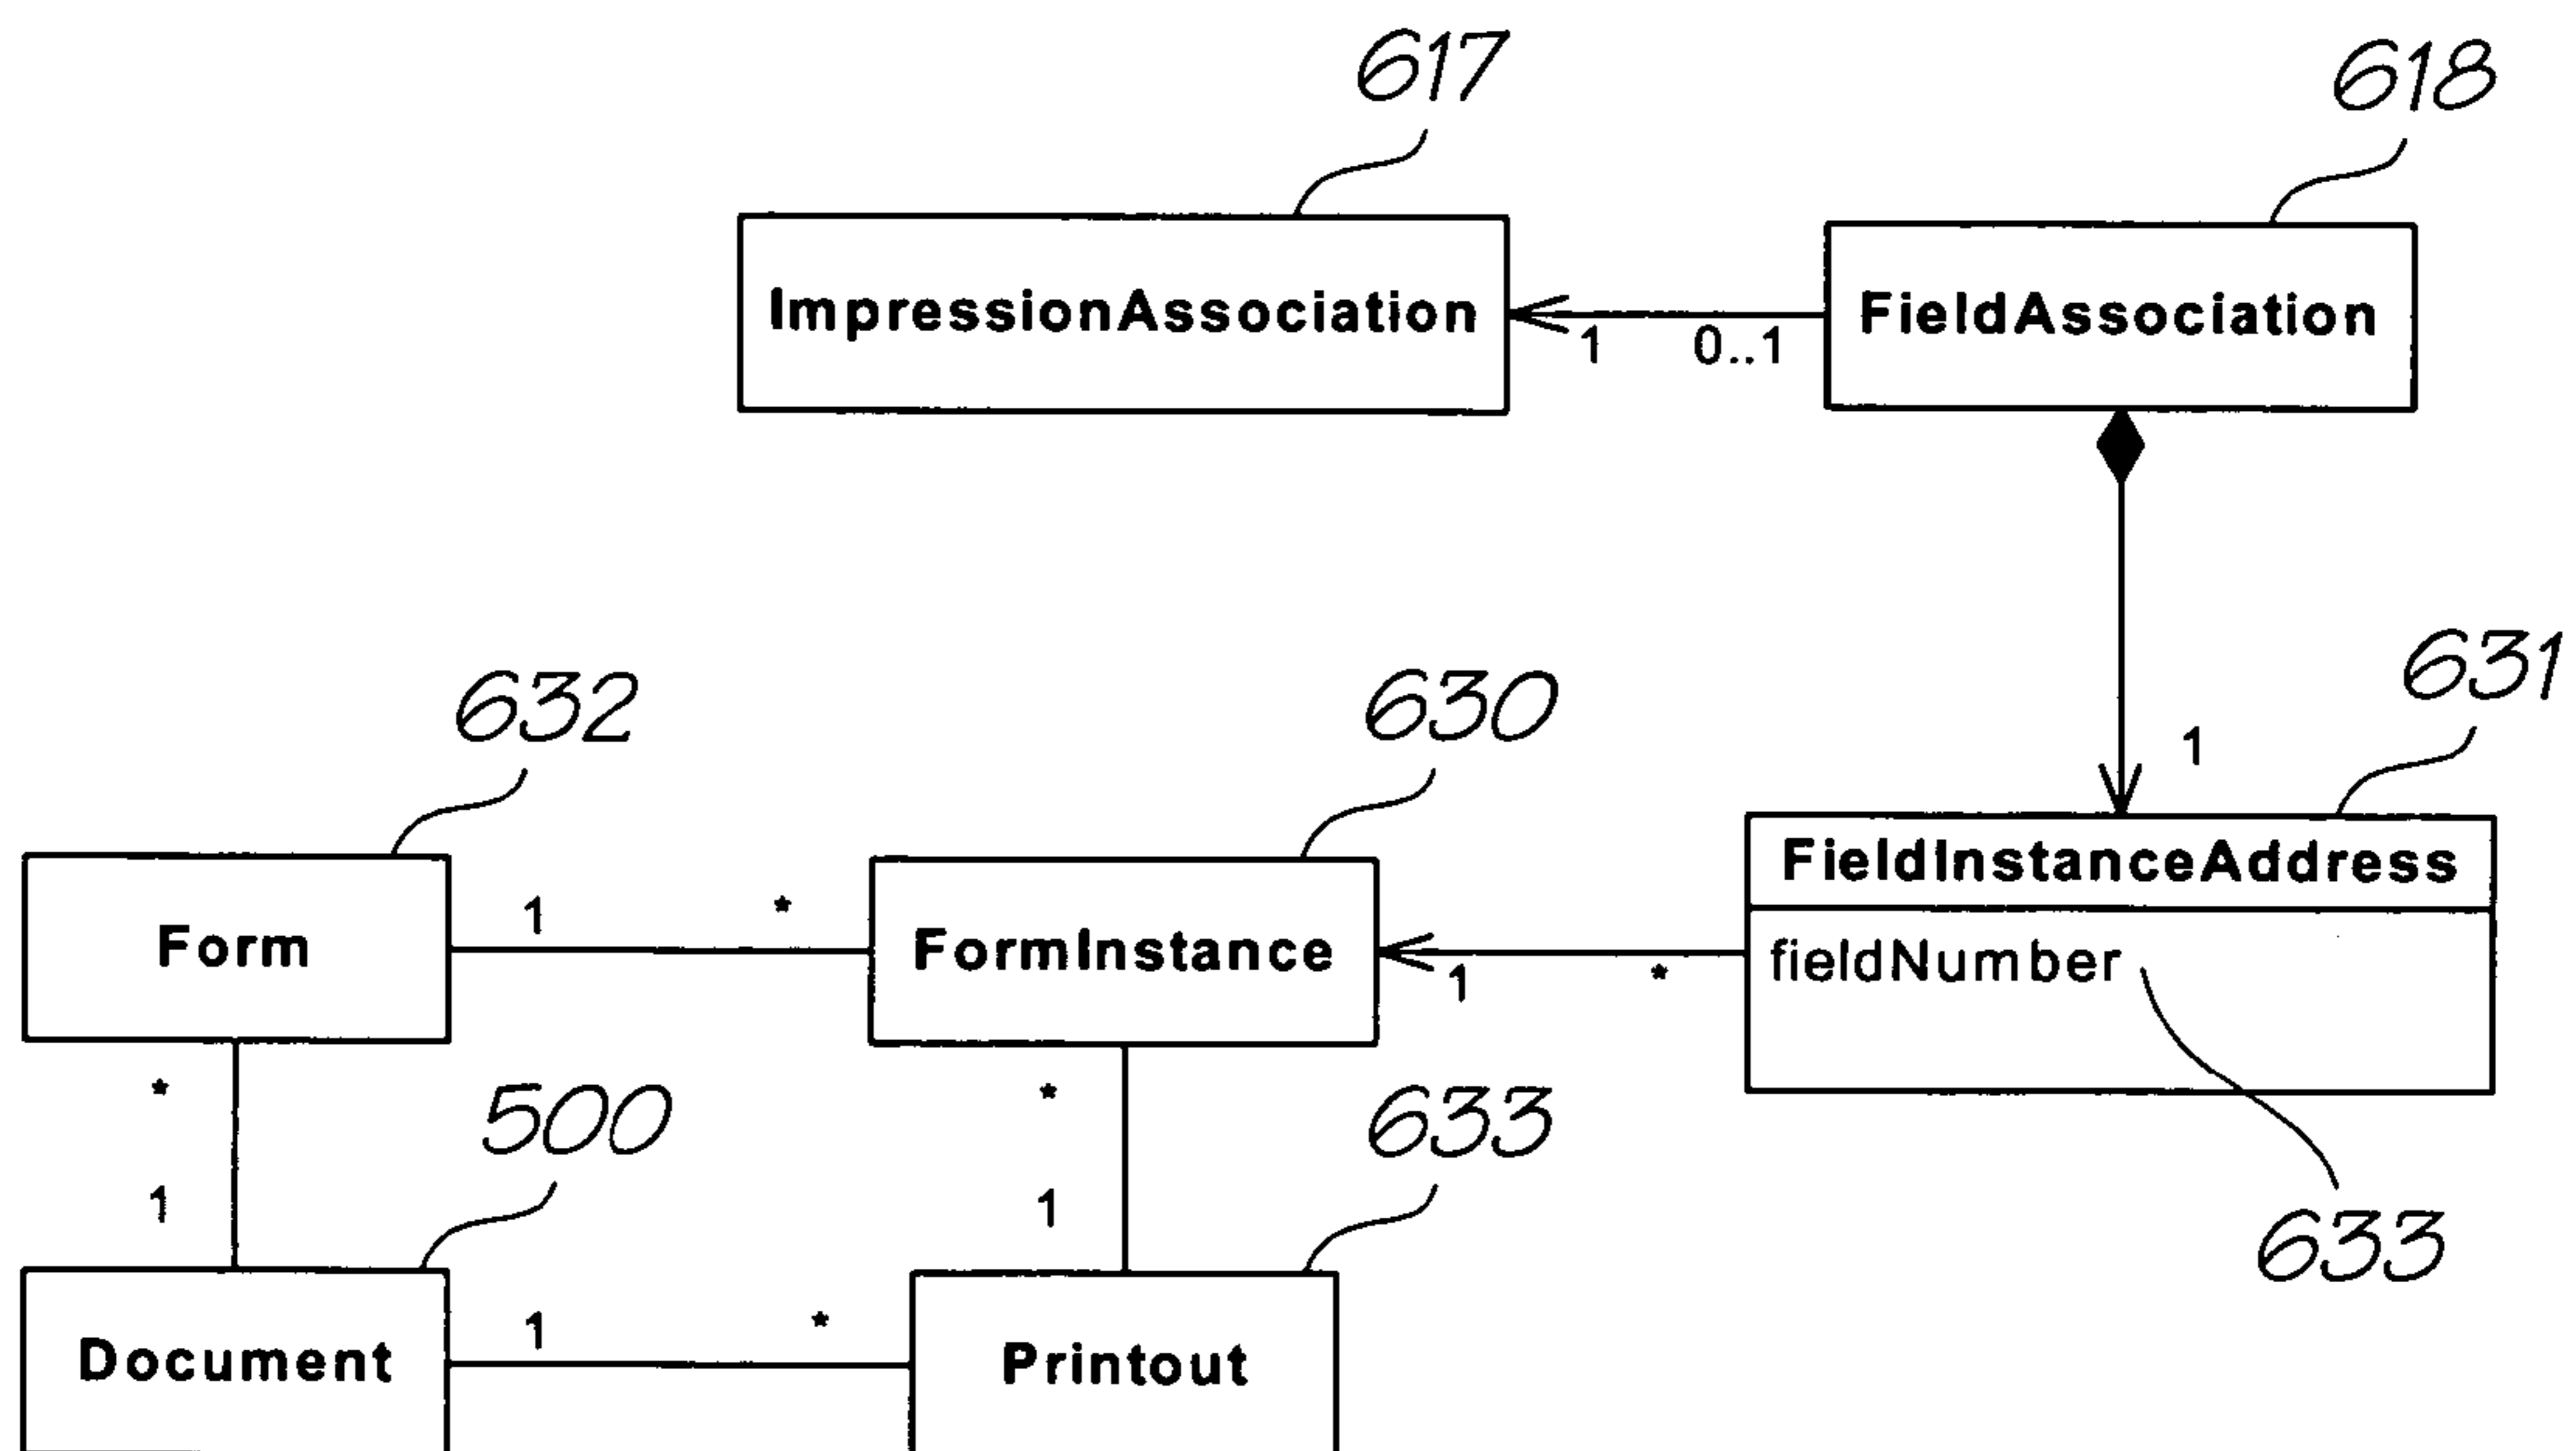 617
618
ImpressionAssociation
1 0..1
FieldAssociation
1
631
632
630
Form
1 *
FormInstance
1 *
FieldInstanceAddress
fieldNumber
633
*
1
500
*
1
633
Document
1 *
Printout